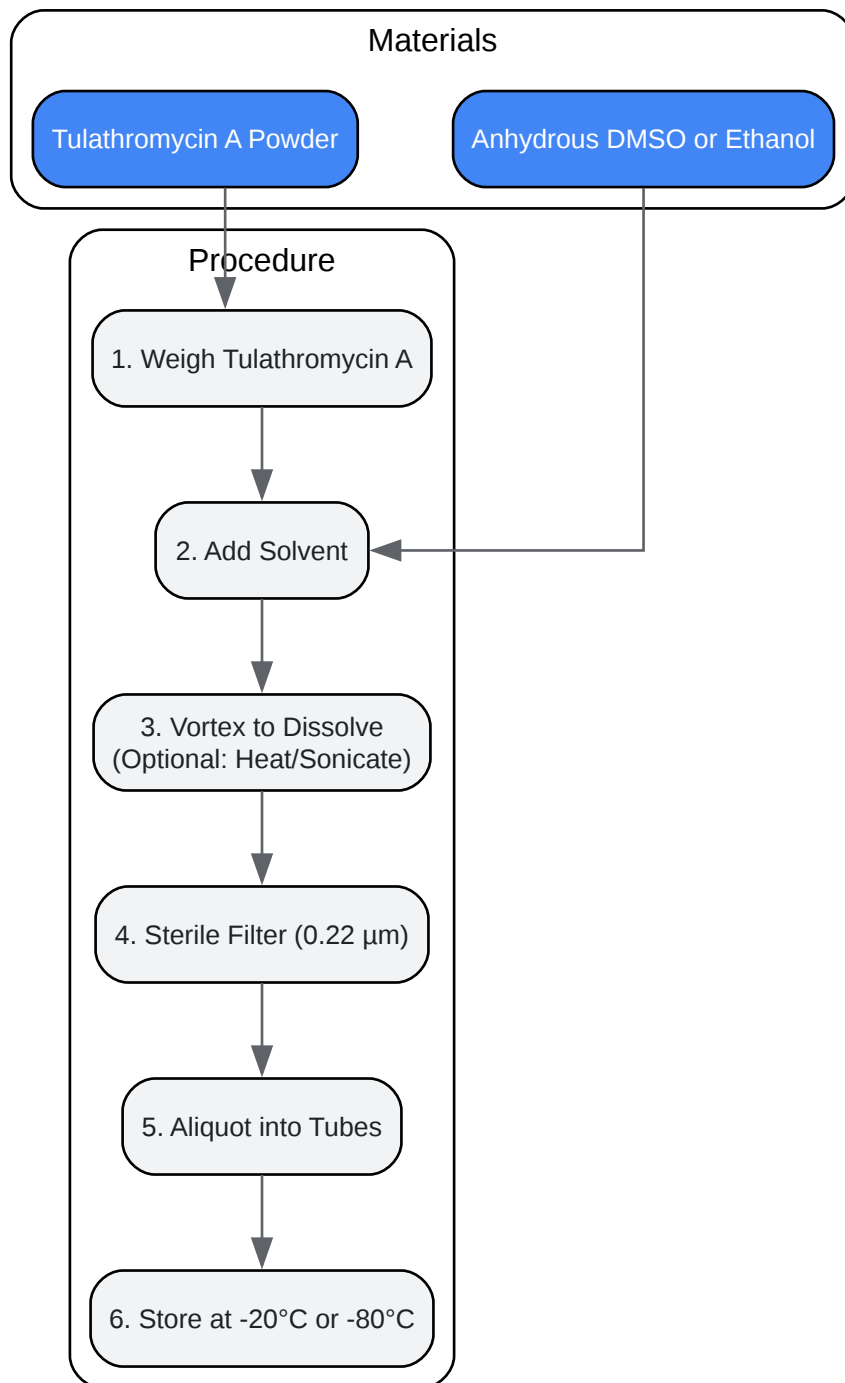 Materials
Tulathromycin A Powder
Anhydrous DMSO or Ethanol
Procedure
1. Weigh Tulathromycin A
2. Add Solvent
3. Vortex to Dissolve
(Optional: Heat/Sonicate)
4. Sterile Filter (0.22 µm)
5. Aliquot into Tubes
6. Store at -20°C or -80°C